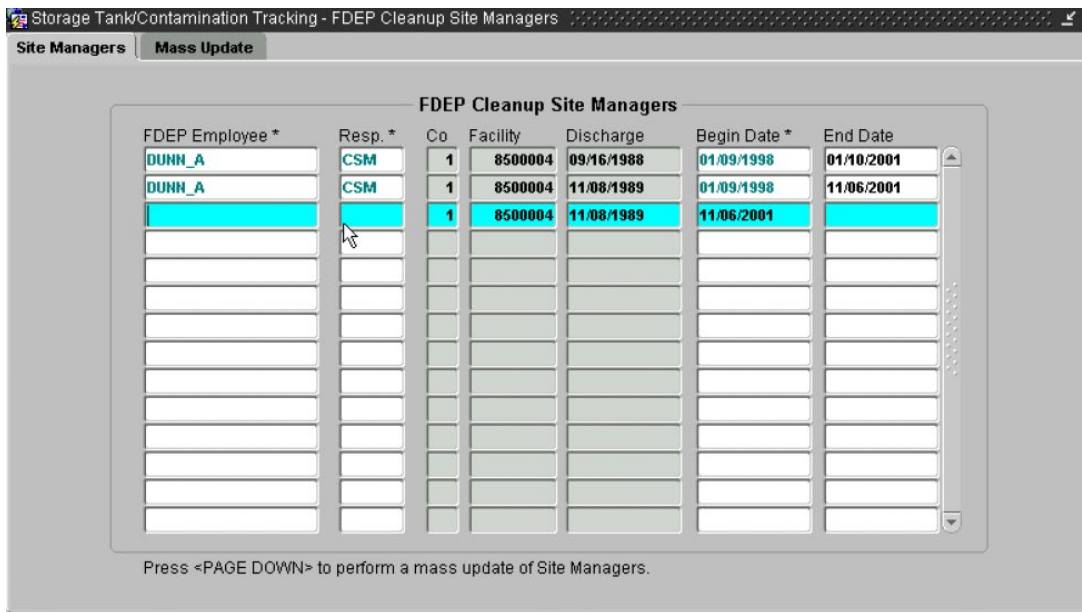 Storage Tank/Contamination Tracking - FDEP Cleanup Site Managers
Site Managers Mass Update
FDEP Cleanup Site Managers
FDEP Employee * Resp. * Co Facility Discharge Begin Date * End Date
DUNN_A CSM 1 8500004 09/16/1988 01/09/1998 01/10/2001
DUNN_A CSM 1 8500004 11/08/1989 01/09/1998 11/06/2001
1 8500004 11/08/1989 11/06/2001
Press <PAGE DOWN> to perform a mass update of Site Managers.